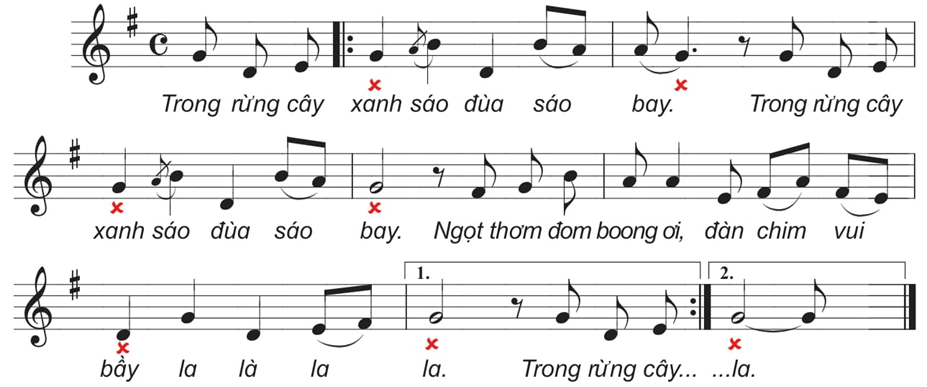 Trong rừng cây xanh sáo đùa sáo bay. Trong rừng cây
xanh sáo đùa sáo bay. Ngọt thơm đom boong ơi, đàn chim vui
1. 2.
bầy la là la la. Trong rừng cây... ...la.